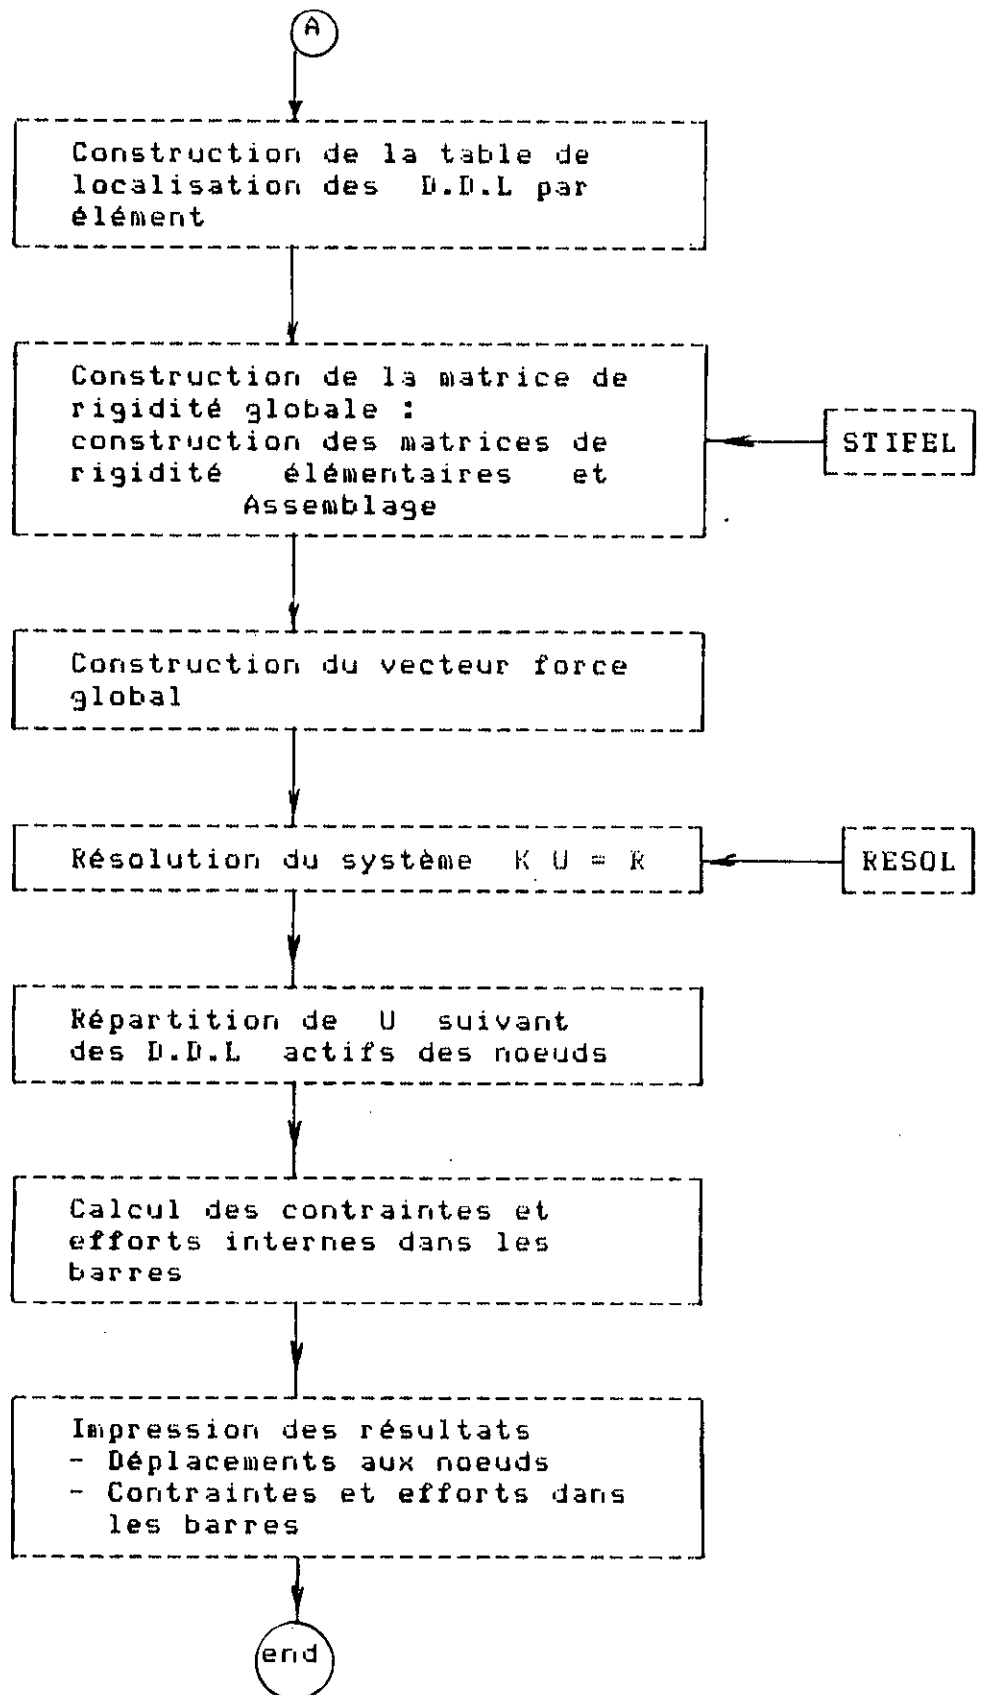 A
Construction de la table de
localisation des D.D.L par
élément
Construction de la matrice de
rigidité globale :
construction des matrices de
rigidité élémentaires et
Assemblage
STIFEL
Construction du vecteur force
global
Résolution du système K U = R
RESOL
Répartition de U suivant
des D.D.L actifs des noeuds
Calcul des contraintes et
efforts internes dans les
barres
Impression des résultats
- Déplacements aux noeuds
- Contraintes et efforts dans
les barres
end